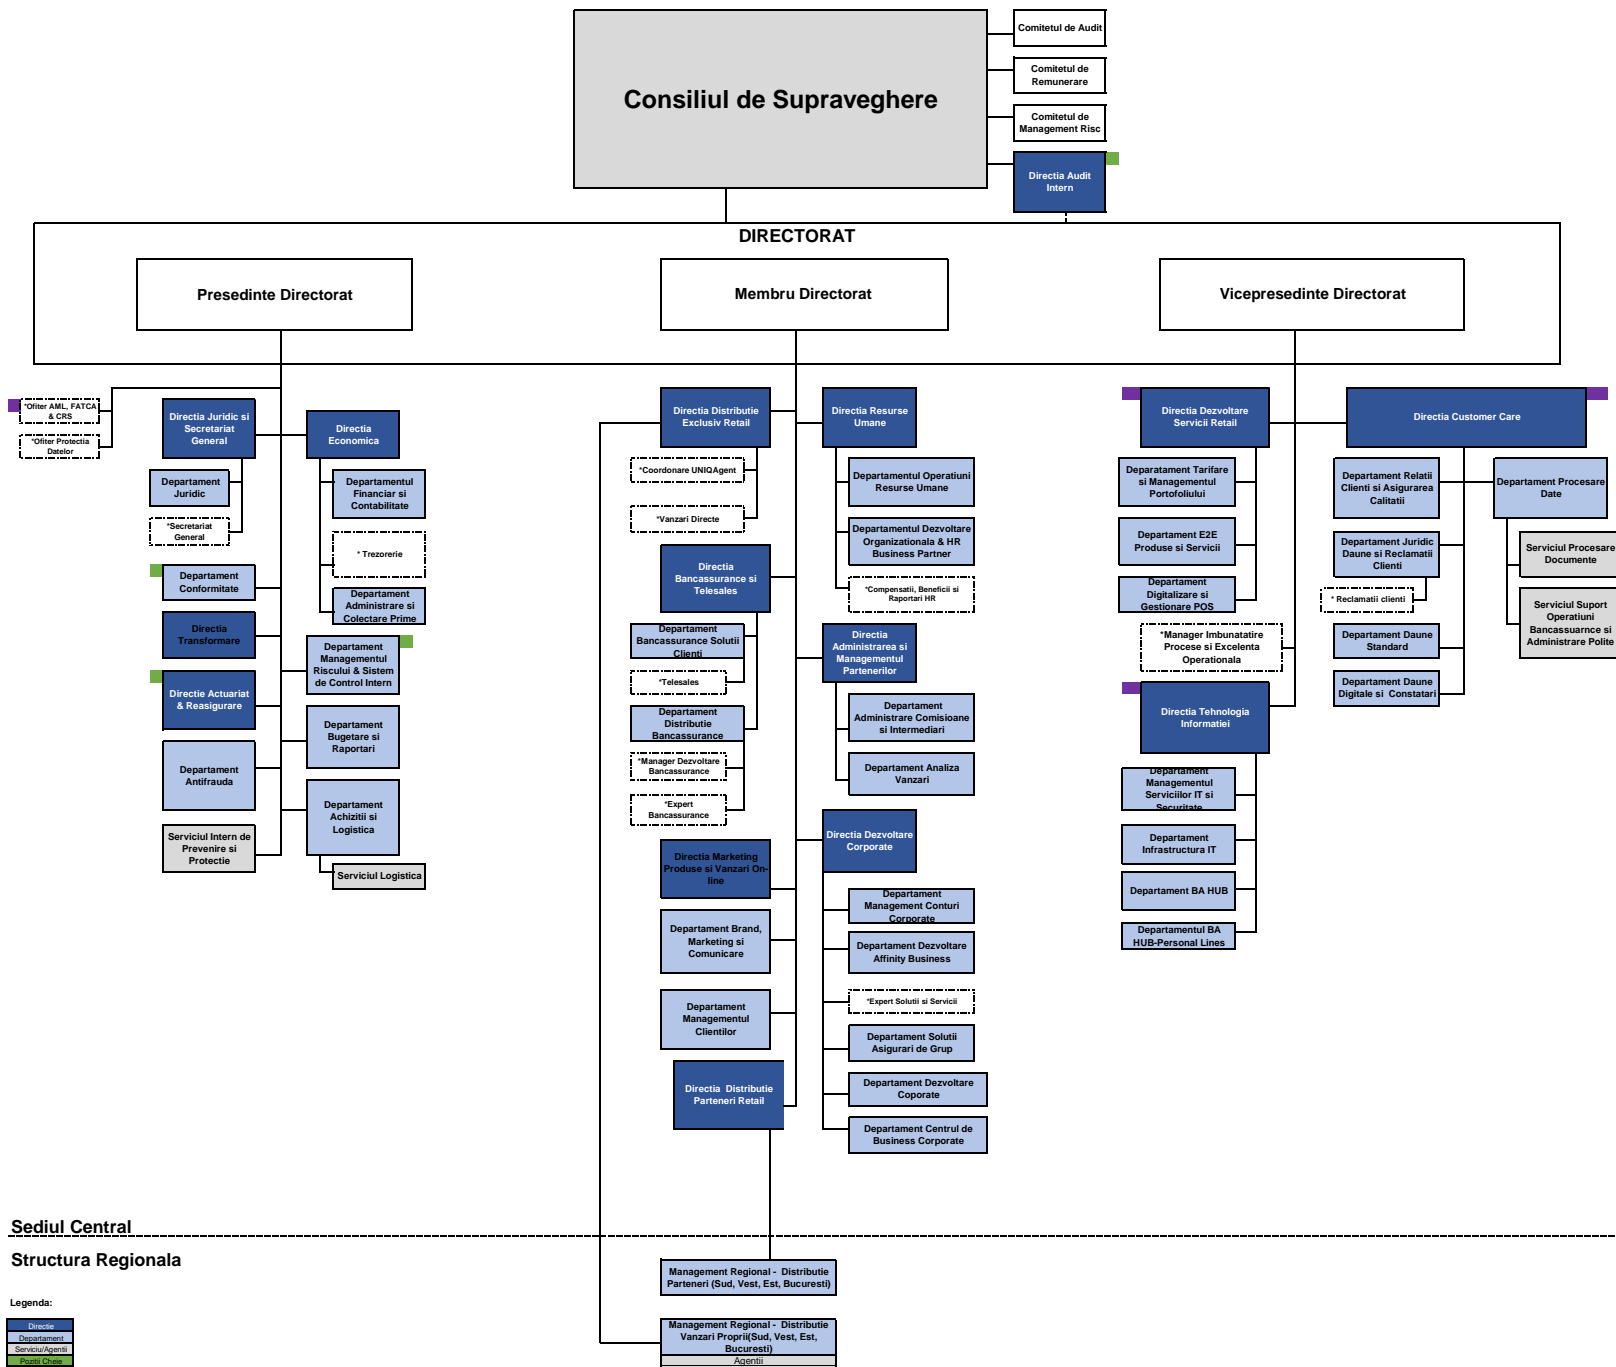 Consiliul de Supraveghere
Comitetul de Audit
Comitetul de
Remunerare
Comitetul de
Management Risc
Directia Audit
Intern
DIRECTORAT
Presedinte Directorat
Membru Directorat
Vicepresedinte Directorat
*Ofiter AML, FATCA
& CRS
*Ofiter Protectia
Datelor
Directia Juridic si
Secretariat
General
Departament
Juridic
*Secretariat
General
Departament
Conformitate
Directia
Transformare
Directie Actuariat
& Reasigurare
Departament
Antifrauda
Serviciul Intern de
Prevenire si
Protectie
Directia
Economica
Departamentul
Financiar si
Contabilitate
* Trezorerie
Departament
Administrare si
Colectare Prime
Departament
Managementul
Riscului & Sistem
de Control Intern
Departament
Bugetare si
Raportari
Departament
Achizitii si
Logistica
Serviciul Logistica
Directia Distributie
Exclusiv Retail
*Coordonare UNIQAgent
*Vanzari Directe
Directia
Bancassurance si
Telesales
Departament
Bancassurance Solutii
Clienti
*Telesales
Departament
Distributie
Bancassurance
*Manager Dezvoltare
Bancassurance
*Expert
Bancassurance
Directia Marketing
Produse si Vanzari On-
line
Departament Brand,
Marketing si
Comunicare
Departament
Managementul
Clientilor
Directia  Distributie
Parteneri Retail
Directia Resurse
Umane
Departamentul Operatiuni
Resurse Umane
Departamentul Dezvoltare
Organizationala & HR
Business Partner
*Compensatii, Beneficii si
Raportari HR
Directia
Administrarea si
Managementul
Partenerilor
Departament
Administrare Comisioane
si Intermediari
Departament Analiza
Vanzari
Directia Dezvoltare
Corporate
Departament
Management Conturi
Corporate
Departament Dezvoltare
Affinity Business
*Expert Solutii si Servicii
Departament Solutii
Asigurari de Grup
Departament Dezvoltare
Coporate
Departament Centrul de
Business Corporate
Directia Dezvoltare
Servicii Retail
Deparatament Tarifare
si Managementul
Portofoliului
Departament E2E
Produse si Servicii
Departament
Digitalizare si
Gestionare POS
*Manager Imbunatatire
Procese si Excelenta
Operationala
Directia Tehnologia
Informatiei
Departament
Managementul
Serviciilor IT si
Securitate
Departament
Infrastructura IT
Departament BA HUB
Departamentul BA
HUB-Personal Lines
Directia Customer Care
Departament Relatii
Clienti si Asigurarea
Calitatii
Departament Juridic
Daune si Reclamatii
Clienti
* Reclamatii clienti
Departament Daune
Standard
Departament Daune
Digitale si  Constatari
Departament Procesare
Date
Serviciul Procesare
Documente
Serviciul Suport
Operatiuni
Bancassuarnce si
Administrare Polite
Sediul Central
Structura Regionala
Management Regional -  Distributie
Parteneri (Sud, Vest, Est, Bucuresti)
Management Regional -  Distributie
Vanzari Proprii(Sud, Vest, Est,
Bucuresti)
Agentii
Legenda:
Directie
Departament
Serviciu/Agentii
Pozitii Cheie